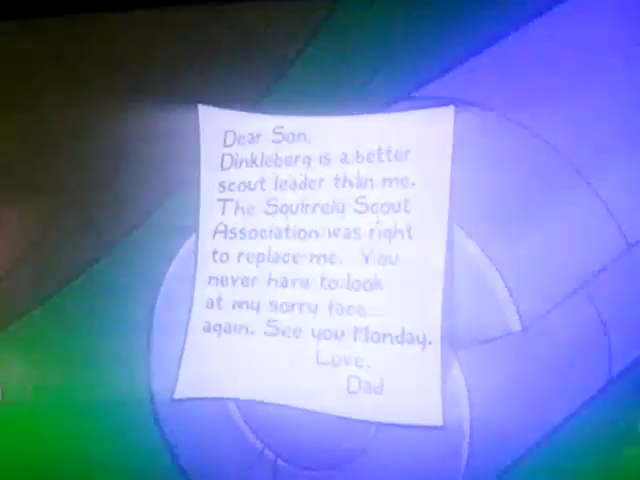 Dear Son,
Dinkleberg is a better
scout leader than me.
The Squirrely Scout
Association was right
to replace me. You
never have to look
at my sorry face
again. See you Monday.
Love,
Dad